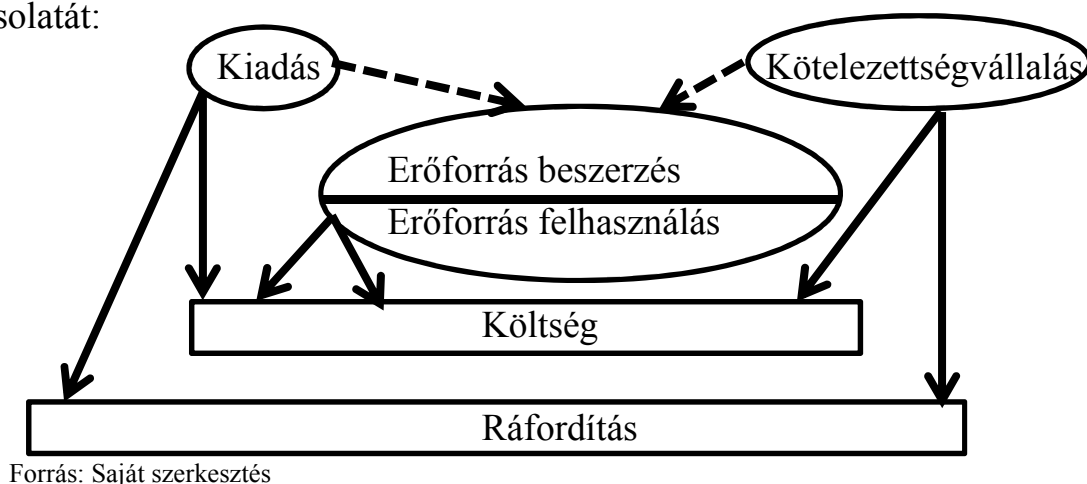 solatát:
Kiadás
Kötelezettségvállalás
Erőforrás beszerzés
Erőforrás felhasználás
Költség
Ráfordítás
Forrás: Saját szerkesztés